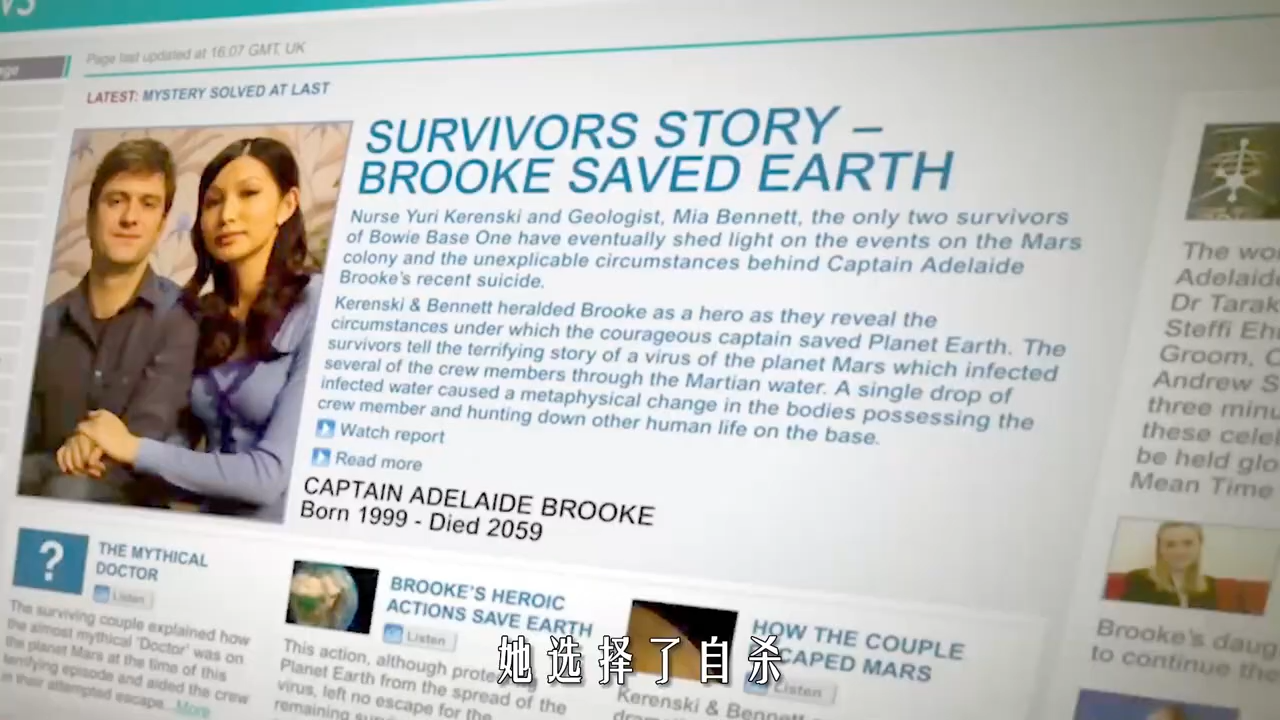 Page last updated at 16.07 GMT, UK
LATEST: MYSTERY SOLVED AT LAST
SURVIVORS STORY –
BROOKE SAVED EARTH
Nurse Yuri Kerenski and Geologist, Mia Bennett, the only two survivors
of Bowie Base One have eventually shed light on the events on the Mars
colony and the unexplicable circumstances behind Captain Adelaide
Brooke's recent suicide.
Kerenski & Bennett heralded Brooke as a hero as they reveal the
circumstances under which the courageous captain saved Planet Earth. The
survivors tell the terrifying story of a virus of the planet Mars which infected
several of the crew members through the Martian water. A single drop of
infected water caused a metaphysical change in the bodies possessing the
crew member and hunting down other human life on the base.
Watch report
Read more
CAPTAIN ADELAIDE BROOKE
Born 1999 - Died 2059
?
THE MYTHICAL
DOCTOR
Listen
The surviving couple explained how
the almost mythical 'Doctor' was on
the planet Mars at the time of this
terrifying episode and aided the crew
in their attempted escape...More
BROOKE'S HEROIC
ACTIONS SAVE EARTH
Listen
This action, although
Planet Earth from the spread of the
virus, left no escape for the
remaining
HOW THE COUPLE
ESCAPED MARS
Listen
Kerenski & Bennett
The
Adelaide
Dr Tarak
Steffi
Groom,
Andrew
three
these
be held
Mean Time
Brooke's
to continue the
她选择了自杀